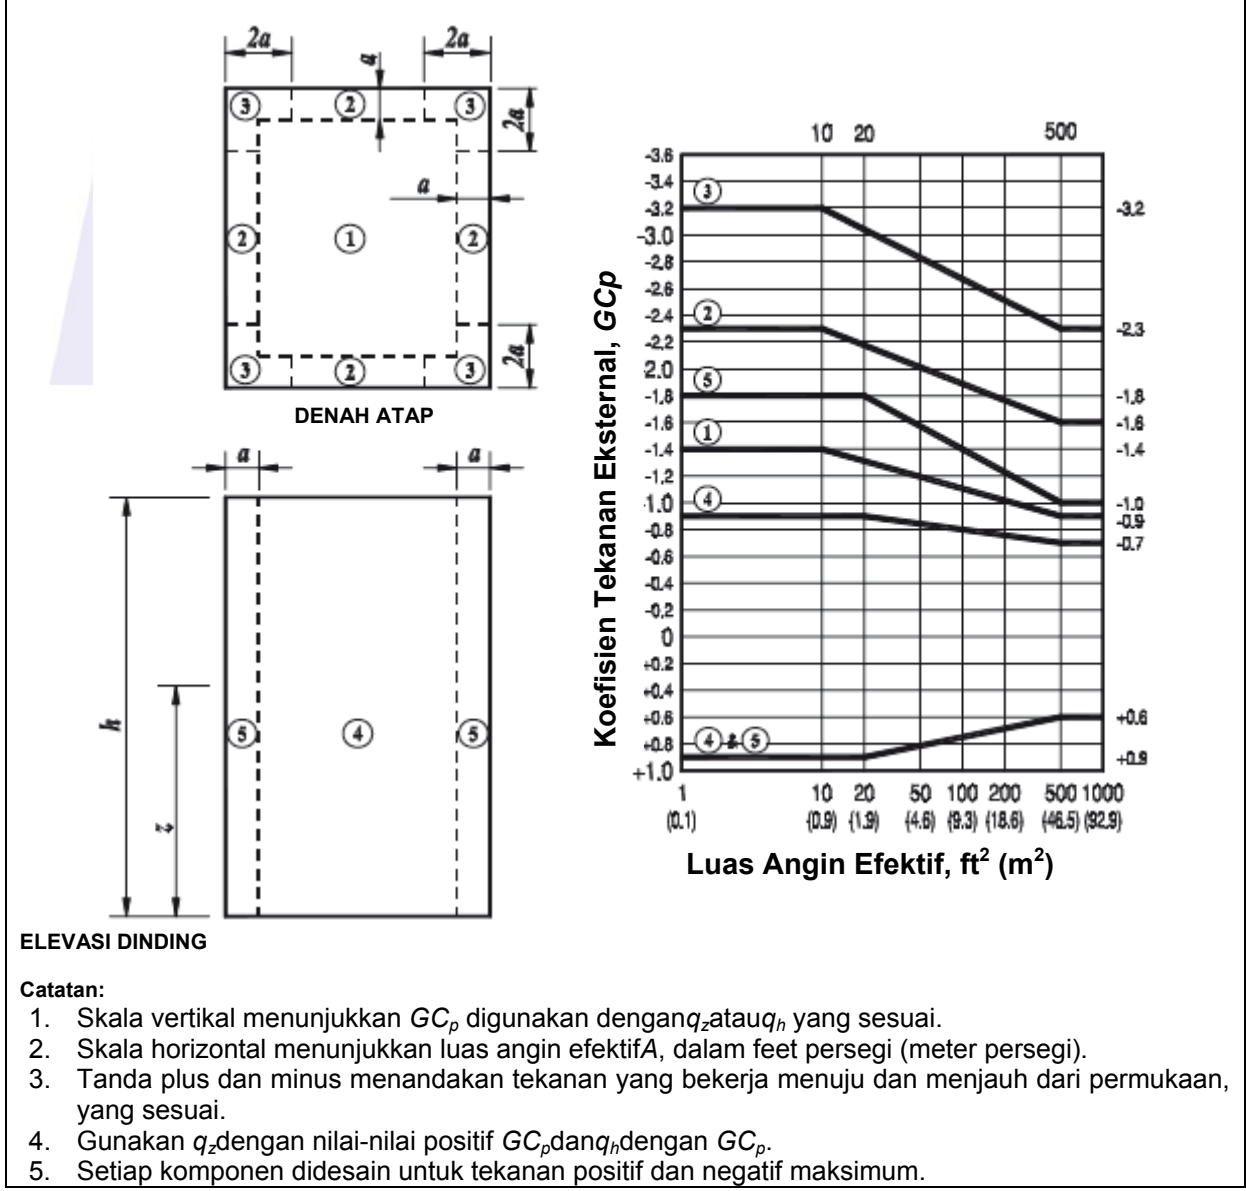 2a
2a
a
3
2
3
2a
a
2
1
2
3
2
3
2a
DENAH ATAP
a
a
h
z
5
4
5
ELEVASI DINDING
10 20 500
-3.6
-3.4
-3.2
-3.0
-2.8
-2.6
-2.4
-2.2
2.0
-1.8
-1.6
-1.4
-1.2
1.0
-0.8
-0.6
-0.4
-0.2
0
+0.2
+0.4
+0.6
+0.8
+1.0
3
2
5
1
4
4 & 5
-3.2
-2.3
-1.8
-1.6
-1.4
-1.0
-0.9
-0.7
+0.6
+0.9
Koefisien Tekanan Eksternal, GCp
1 10 20 50 100 200 500 1000
(0.1) (0.9) (1.9) (4.6) (9.3) (18.6) (46.5) (92.9)
Luas Angin Efektif, ft² (m²)
Catatan:
1. Skala vertikal menunjukkan GCp digunakan denganqzatauqh yang sesuai.
2. Skala horizontal menunjukkan luas angin efektifA, dalam feet persegi (meter persegi).
3. Tanda plus dan minus menandakan tekanan yang bekerja menuju dan menjauh dari permukaan,
yang sesuai.
4. Gunakan qzdengan nilai-nilai positif GCpdanqhdengan GCp.
5. Setiap komponen didesain untuk tekanan positif dan negatif maksimum.